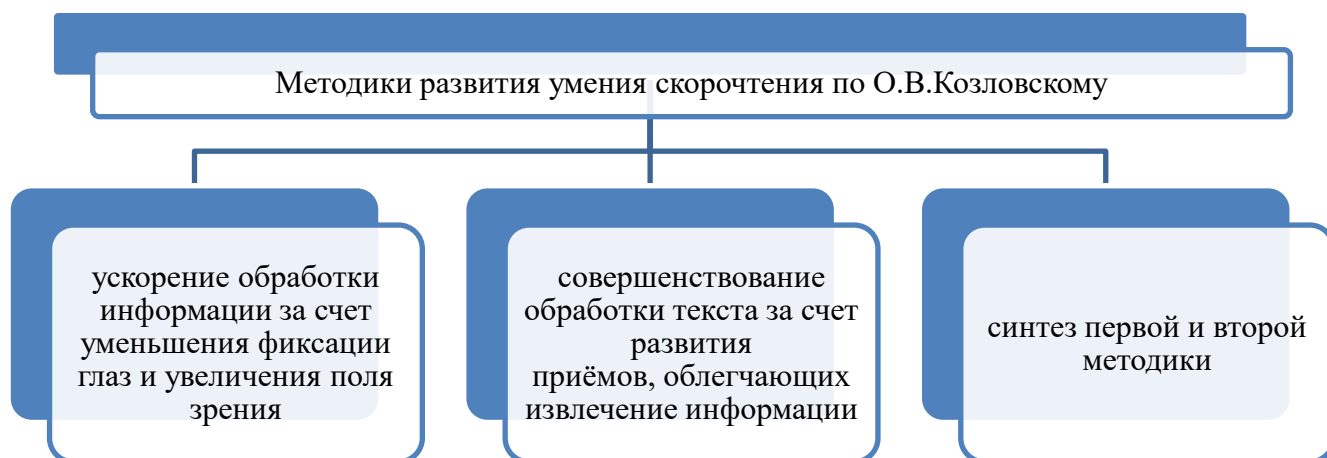 Методики развития умения скорочтения по О.В.Козловскому
ускорение обработки
информации за счет
уменьшения фиксации
глаз и увеличения поля
зрения
совершенствование
обработки текста за счет
развития
приёмов, облегчающих
извлечение информации
синтез первой и второй
методики